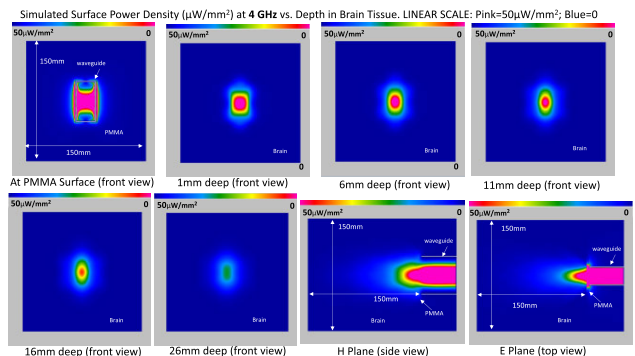 Simulated Surface Power Density (µW/mm²) at 4 GHz vs. Depth in Brain Tissue. LINEAR SCALE: Pink=50µW/mm²; Blue=0
50µW/mm² 0
150mm
waveguide
PMMA
150mm
At PMMA Surface (front view)
50µW/mm² 0
Brain
0
1mm deep (front view)
50µW/mm² 0
Brain
0
6mm deep (front view)
50µW/mm² 0
Brain
11mm deep (front view)
50µW/mm² 0
Brain
16mm deep (front view)
50µW/mm² 0
Brain
26mm deep (front view)
50µW/mm² 0
150mm
waveguide
150mm
PMMA
Brain
H Plane (side view)
50µW/mm² 0
150mm
waveguide
150mm
PMMA
Brain
E Plane (top view)